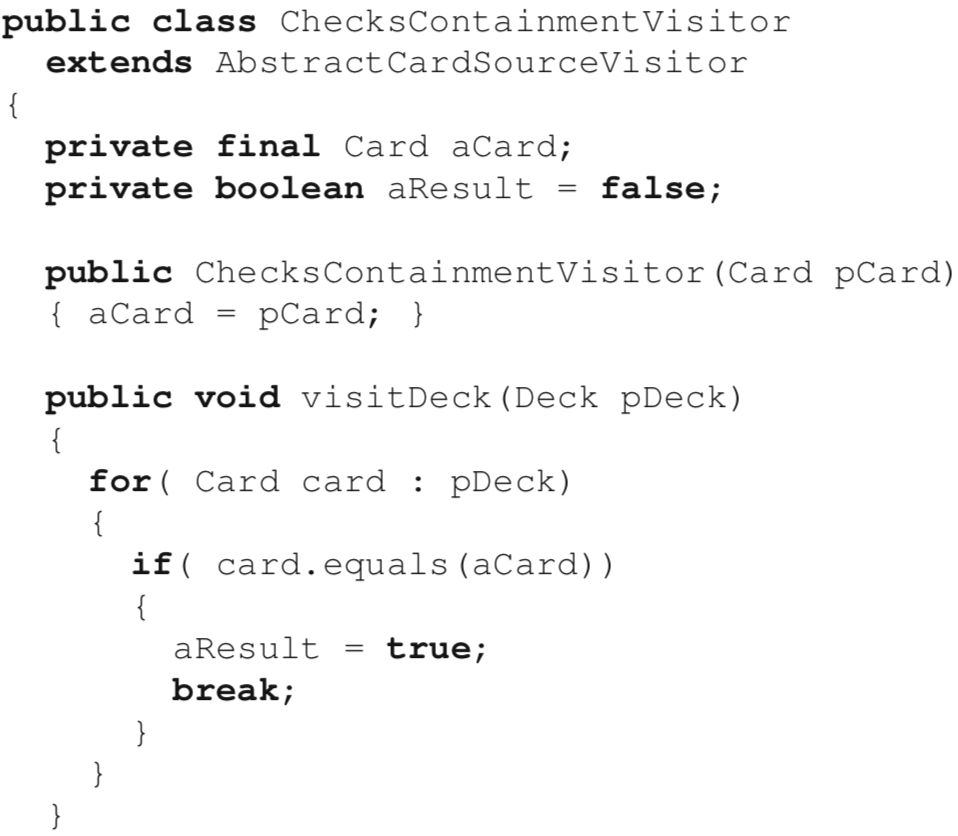 public class ChecksContainmentVisitor
  extends AbstractCardSourceVisitor
{
  private final Card aCard;
  private boolean aResult = false;

  public ChecksContainmentVisitor(Card pCard)
  { aCard = pCard; }

  public void visitDeck(Deck pDeck)
  {
    for( Card card : pDeck)
    {
      if( card.equals(aCard))
      {
        aResult = true;
        break;
      }
    }
  }